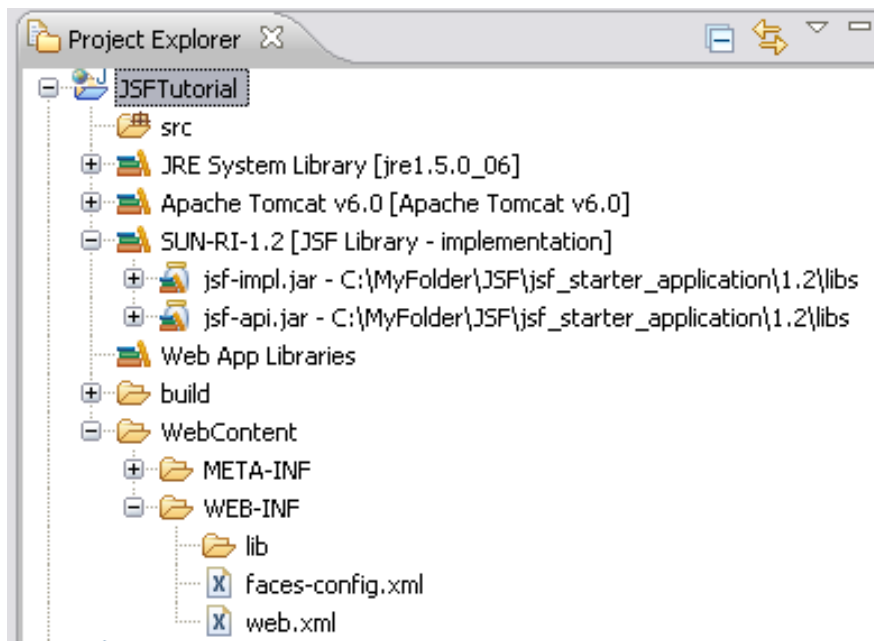 Project Explorer
JSFTutorial
src
JRE System Library [jre1.5.0_06]
Apache Tomcat v6.0 [Apache Tomcat v6.0]
SUN-RI-1.2 [JSF Library - implementation]
jsf-impl.jar - C:\MyFolder\JSF\jsf_starter_application\1.2\libs
jsf-api.jar - C:\MyFolder\JSF\jsf_starter_application\1.2\libs
Web App Libraries
build
WebContent
META-INF
WEB-INF
lib
faces-config.xml
web.xml